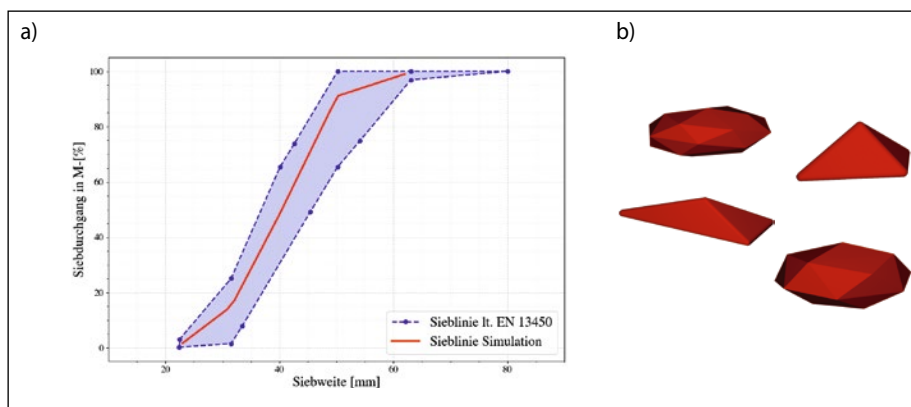 a)
b)
100
80
60
40
20
0
Siebdurchgang in M-[%]
Sieblinie lt. EN 13450
Sieblinie Simulation
20
40
60
80
Siebweite [mm]